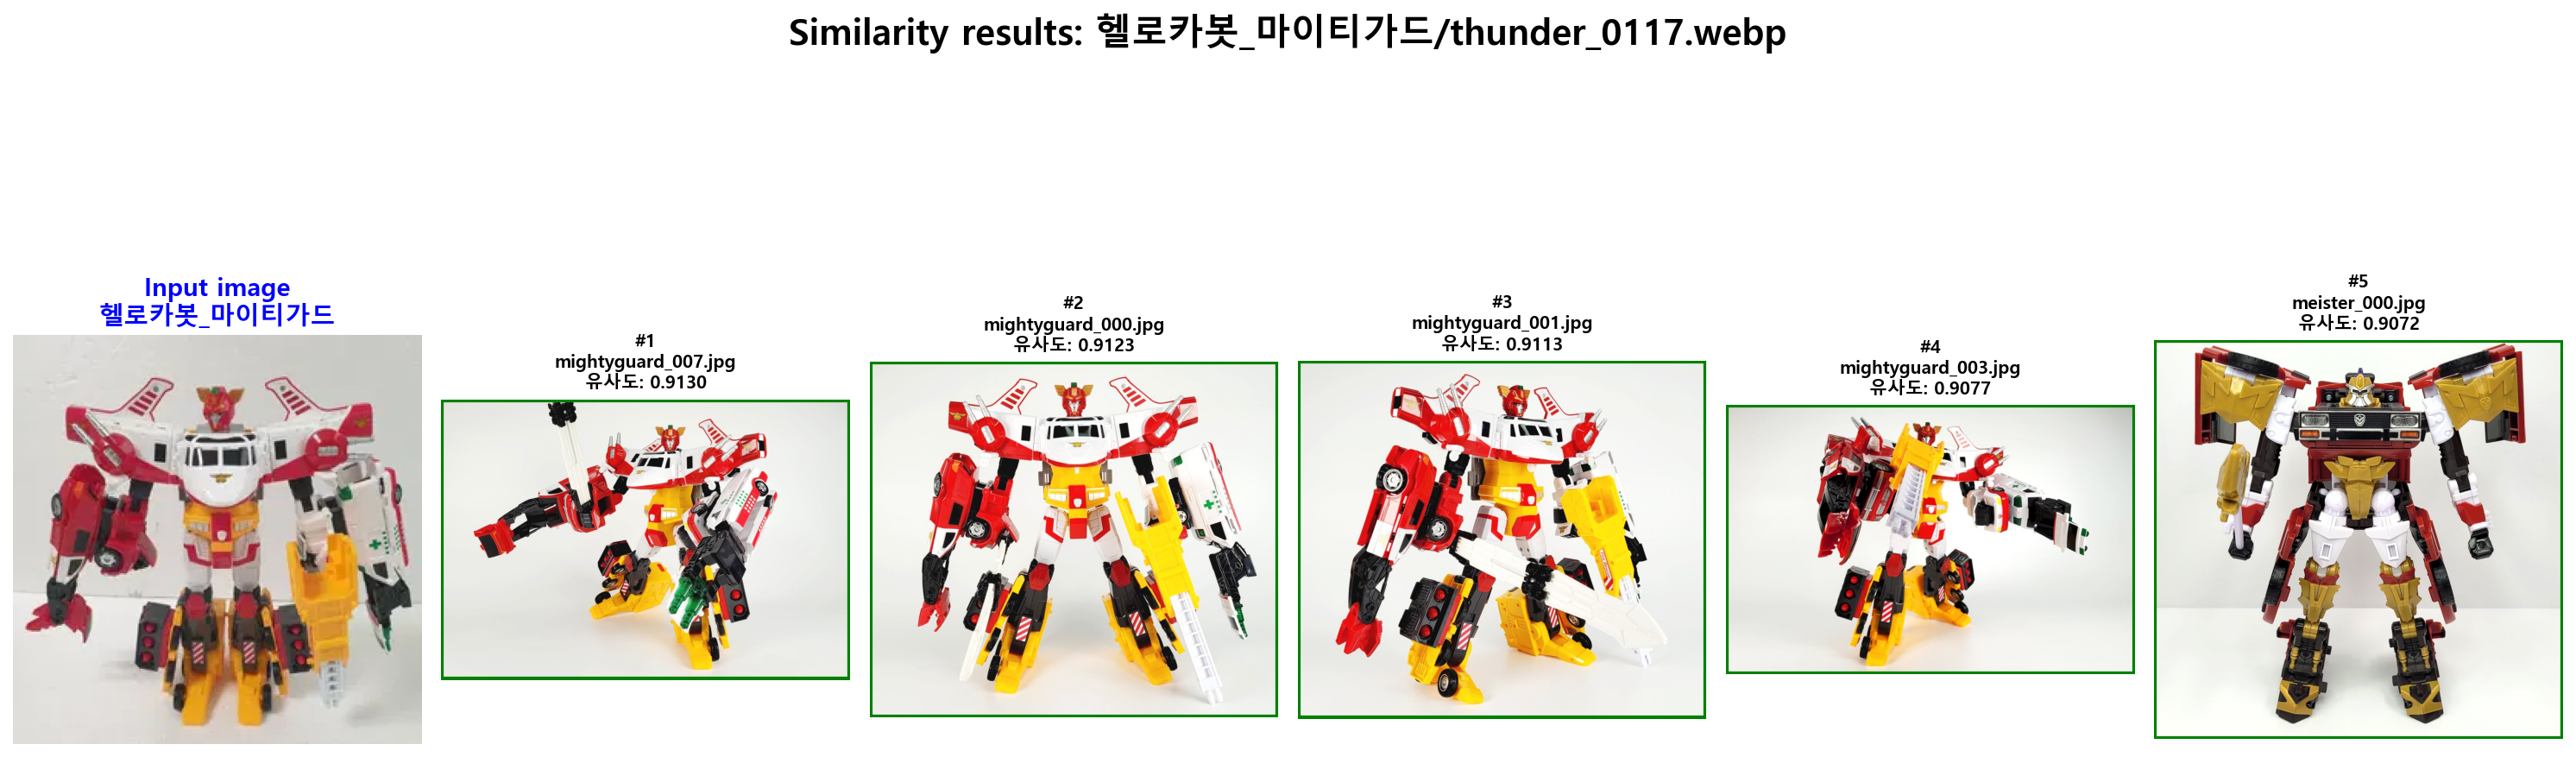 Similarity results: 헬로카봇_마이티가드/thunder_0117.webp
Input image
헬로카봇_마이티가드
#1
mightyguard_007.jpg
유사도: 0.9130
#2
mightyguard_000.jpg
유사도: 0.9123
#3
mightyguard_001.jpg
유사도: 0.9113
#4
mightyguard_003.jpg
유사도: 0.9077
#5
meister_000.jpg
유사도: 0.9072